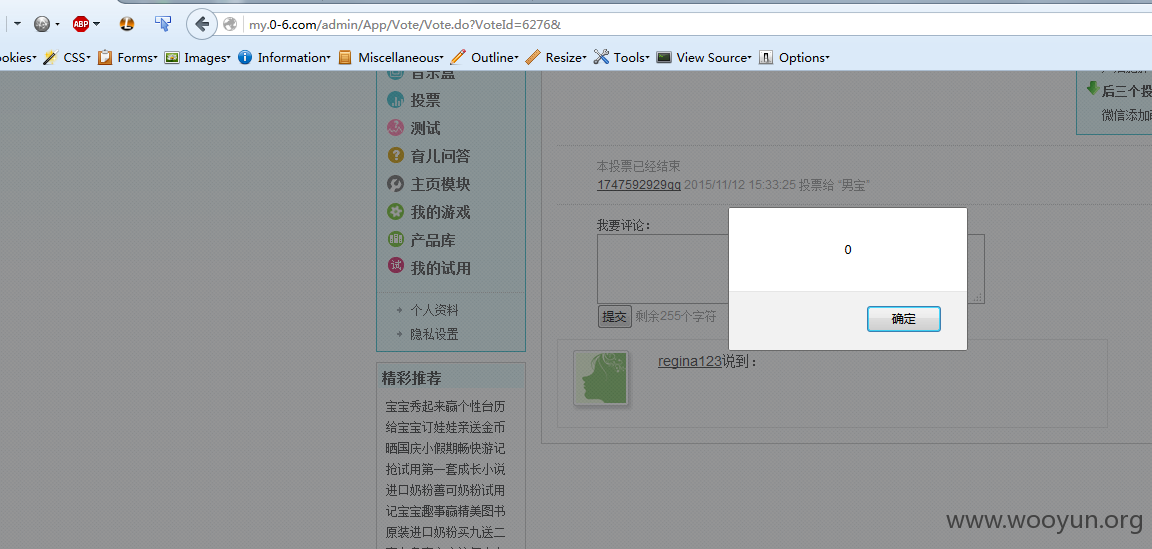 ABP
my.0-6.com/admin/App/Vote/Vote.do?VoteId=6276&
ookies CSS Forms Images Information Miscellaneous Outline Resize Tools View Source Options
音乐盒
投票
测试
育儿问答
主页模块
我的游戏
产品库
试 我的试用
个人资料
隐私设置
精彩推荐
宝宝秀起来赢个性台历
给宝宝订娃娃亲送金币
晒国庆小假期畅快游记
抢试用第一套成长小说
进口奶粉善可奶粉试用
记宝宝趣事赢精美图书
原装进口奶粉买九送二
后三个投
微信添加
本投票已经结束
1747592929qq 2015/11/12 15:33:25 投票给 “男宝”
我要评论：
提交 剩余255个字符
regina123说到：
0
确定
www.wooyun.org